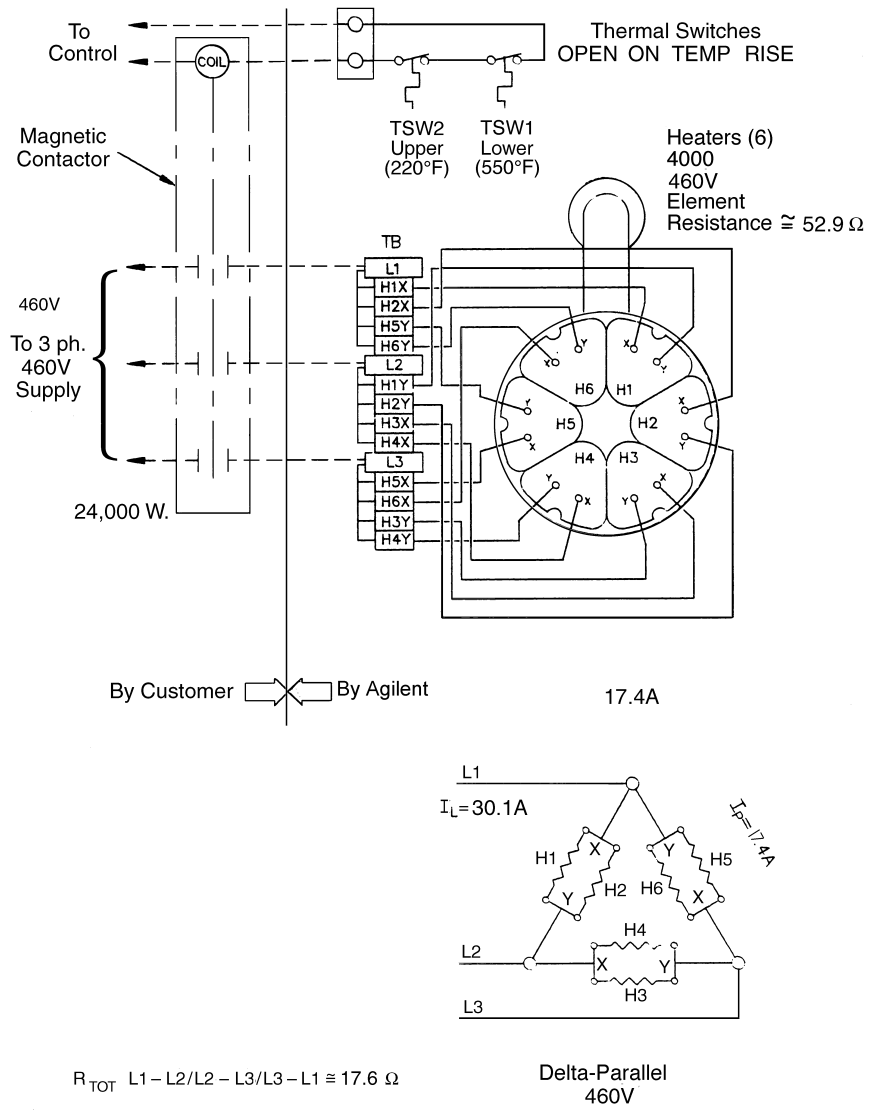 To
Control
COIL
Thermal Switches
OPEN ON TEMP RISE
Magnetic
Contactor
TSW2
Upper
(220°F)
TSW1
Lower
(550°F)
Heaters (6)
4000
460V
Element
Resistance ≅ 52.9 Ω
TB
L1
H1X
H2X
H5Y
H6Y
L2
H1Y
H2Y
H3X
H4X
L3
H5X
H6X
H3Y
H4Y
460V
To 3 ph.
460V
Supply
24,000 W.
X Y Y X
H6 H1
Y X
H5 H2
X Y
H4 H3
Y X Y X
By Customer
By Agilent
17.4A
L1
IL=30.1A
Ip=17.4A
H1 X Y H5
Y H2 H6 X
H4
L2
X Y
H3
L3
R TOT L1 – L2/L2 – L3/L3 – L1 ≅ 17.6 Ω
Delta-Parallel
460V